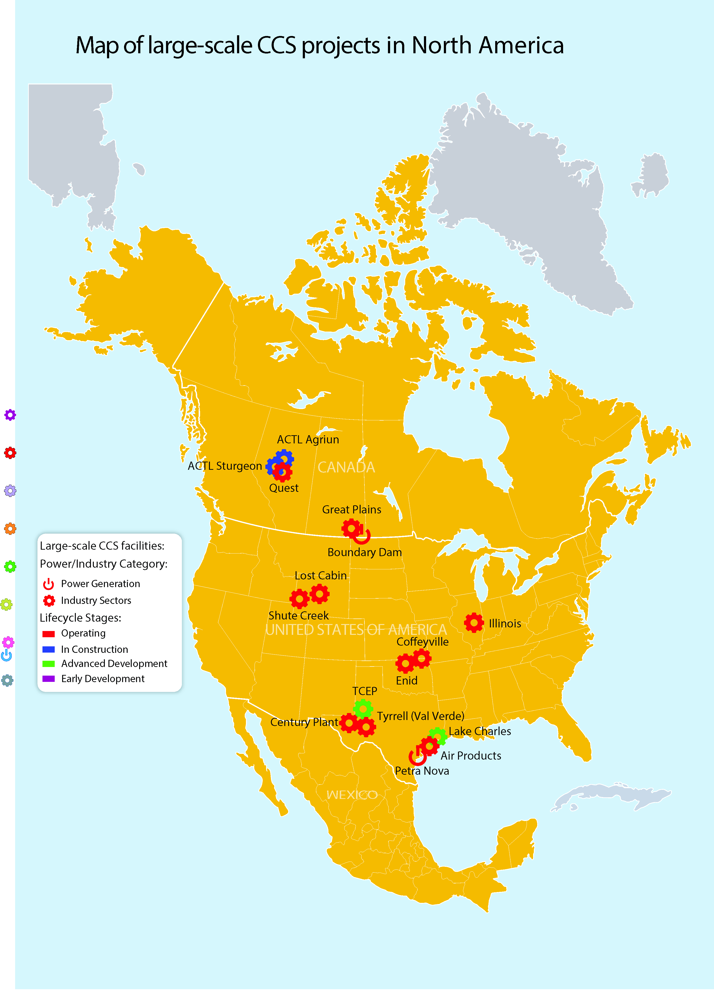 Map of large-scale CCS projects in North America
ACTL Agriun
ACTL Sturgeon
CANADA
Quest
Great Plains
Boundary Dam
Large-scale CCS facilities:
Power/Industry Category:
Power Generation
Industry Sectors
Lifecycle Stages:
Operating
In Construction
Advanced Development
Early Development
Lost Cabin
Shute Creek
UNITED STATES OF AMERICA
Illinois
Coffeyville
Enid
TCEP
Tyrrell (Val Verde)
Century Plant
Lake Charles
Air Products
Petra Nova
WEXICO